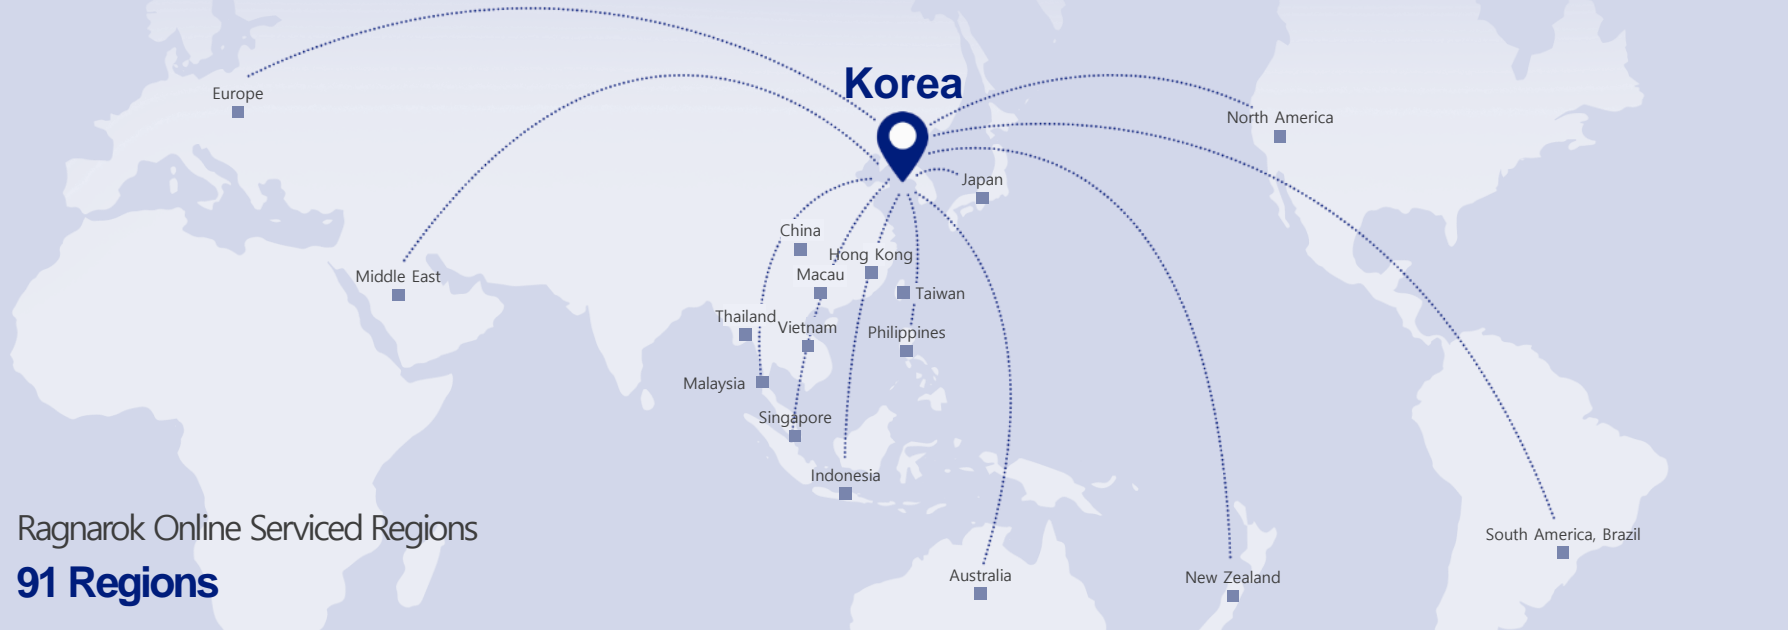 Korea
Europe
North America
Japan
China
Hong Kong
Middle East
Macau
Taiwan
Thailand
Vietnam
Philippines
Malaysia
Singapore
Indonesia
Ragnarok Online Serviced Regions
South America, Brazil
91 Regions
Australia
New Zealand